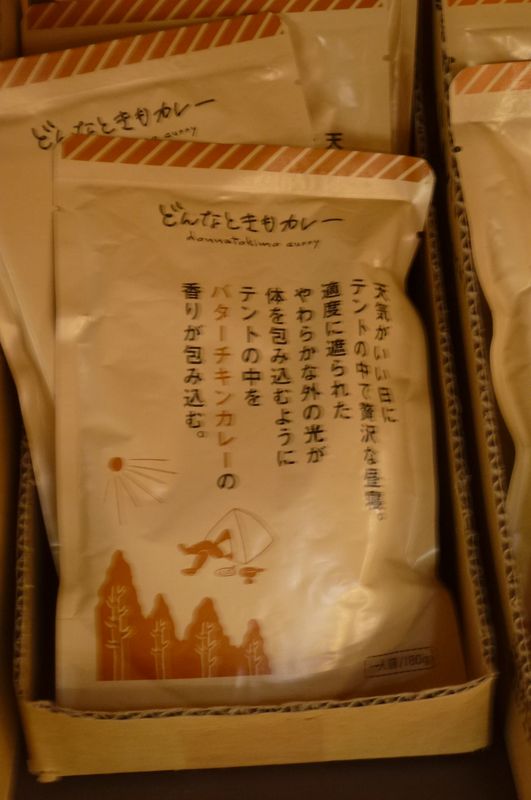 どんなときもカレー
どんなときもカレー
donnatokimo curry
天気がいい日に
テントの中で贅沢な昼寝。
適度に遮られた
やわらかな外の光が
体を包み込むように
テントの中を
バターチキンカレーの
香りが包み込む。
一人前/180g
天